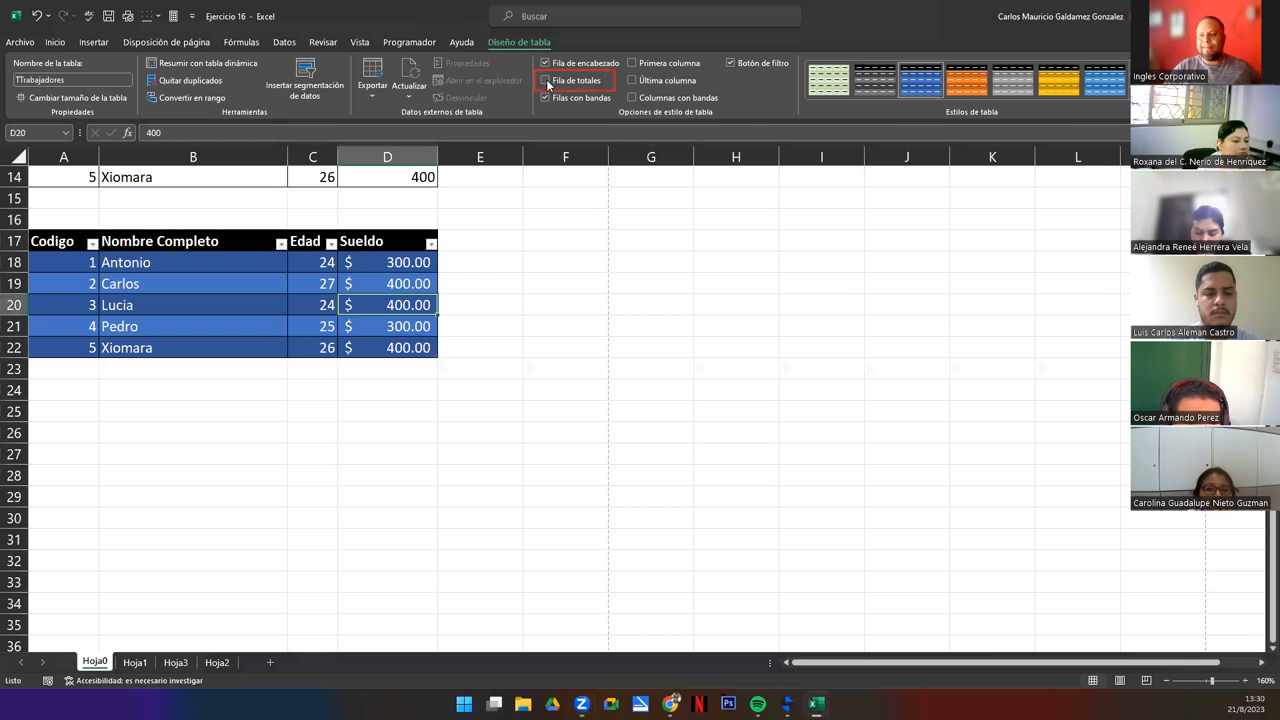 Ejercicio 16 - Excel
Buscar
Carlos Mauricio Galdamez Gonzalez
Archivo Inicio Insertar Disposición de página Fórmulas Datos Revisar Vista Programador Ayuda Diseño de tabla
Nombre de la tabla:
TTrabajadores
Cambiar tamaño de la tabla
Propiedades
Resumir con tabla dinámica
Quitar duplicados
Convertir en rango
Insertar segmentación
de datos
Herramientas
Exportar
Actualizar
Propiedades
Abrir en el explorador
Desvincular
Datos externos de tabla
Fila de encabezado
Fila de totales
Filas con bandas
Primera columna
Última columna
Columnas con bandas
Botón de filtro
Opciones de estilo de tabla
Estilos de tabla
D20
400
A B C D E F G H I J K L
14 5 Xiomara 26 400
15
16
17 Codigo Nombre Completo Edad Sueldo
18 1 Antonio 24 $ 300.00
19 2 Carlos 27 $ 400.00
20 3 Lucia 24 $ 400.00
21 4 Pedro 25 $ 300.00
22 5 Xiomara 26 $ 400.00
23
24
25
26
27
28
29
30
31
32
33
34
35
36
Hoja0 Hoja1 Hoja3 Hoja2
Listo
Accesibilidad: es necesario investigar
160%
13:30
21/8/2023
Ingles Corporativo
Roxana del C. Nerio de Henríquez
Alejandra Reneé Herrera Vela
Luis Carlos Aleman Castro
Oscar Armando Perez
Carolina Guadalupe Nieto Guzman